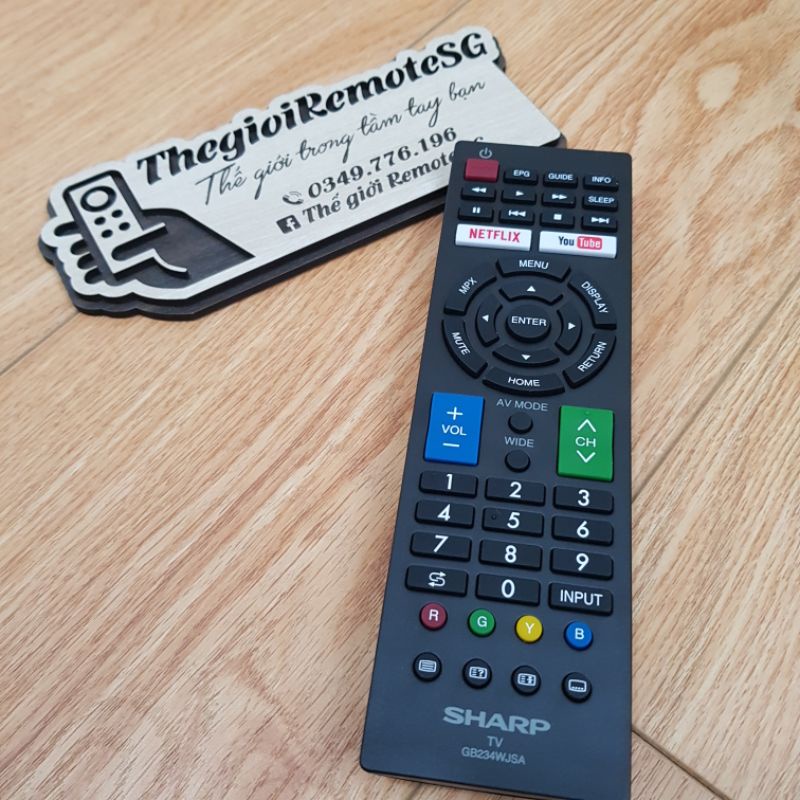 ThegioiRemoteSG
Thế giới trong tầm tay bạn
0349.776.196
Thế giới Remote
EPG GUIDE INFO
SLEEP
NETFLIX YouTube
MENU
MPX DISPLAY
ENTER
MUTE RETURN
HOME
AV MODE
+ VOL − CH
WIDE
1 2 3
4 5 6
7 8 9
0 INPUT
R G Y B
SHARP
TV
GB234WJSA